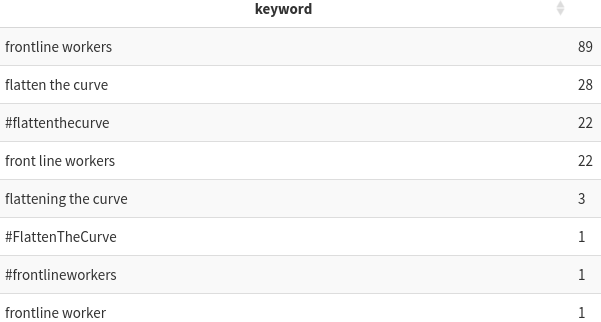 keyword
frontline workers 89
flatten the curve 28
#flattenthecurve 22
front line workers 22
flattening the curve 3
#FlattenTheCurve 1
#frontlineworkers 1
frontline worker 1